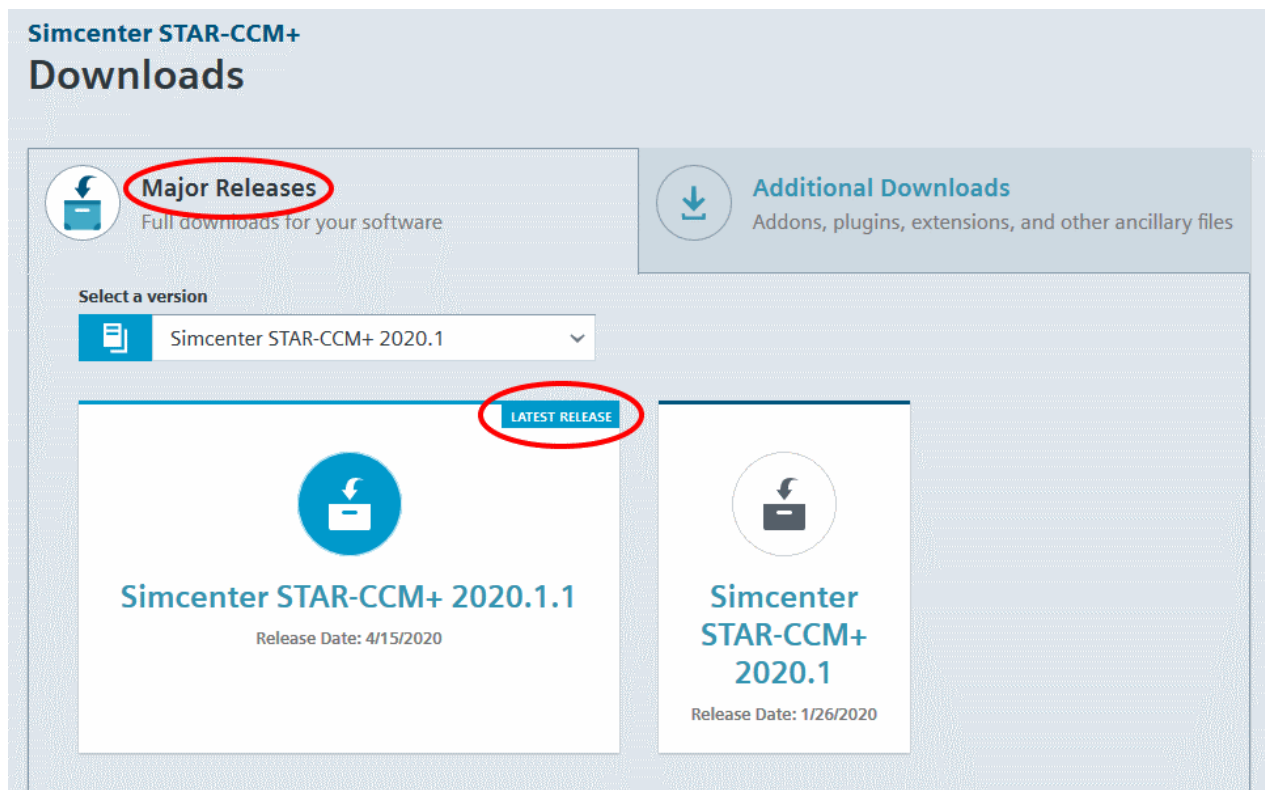 Simcenter STAR-CCM+
Downloads
Major Releases
Full downloads for your software
Additional Downloads
Addons, plugins, extensions, and other ancillary files
Select a version
Simcenter STAR-CCM+ 2020.1
LATEST RELEASE
Simcenter STAR-CCM+ 2020.1.1
Release Date: 4/15/2020
Simcenter
STAR-CCM+
2020.1
Release Date: 1/26/2020